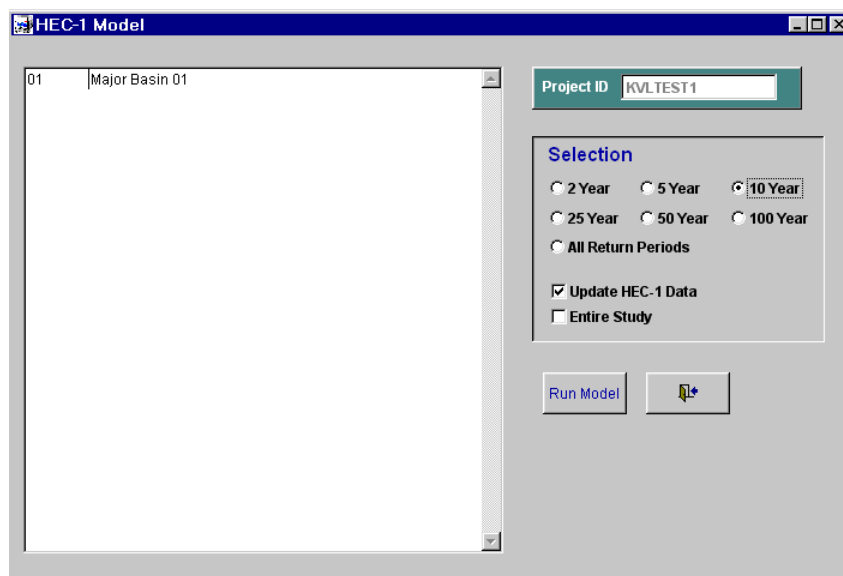 HEC-1 Model
01 Major Basin 01
Project ID KVLTEST1
Selection
2 Year 5 Year 10 Year
25 Year 50 Year 100 Year
All Return Periods
Update HEC-1 Data
Entire Study
Run Model